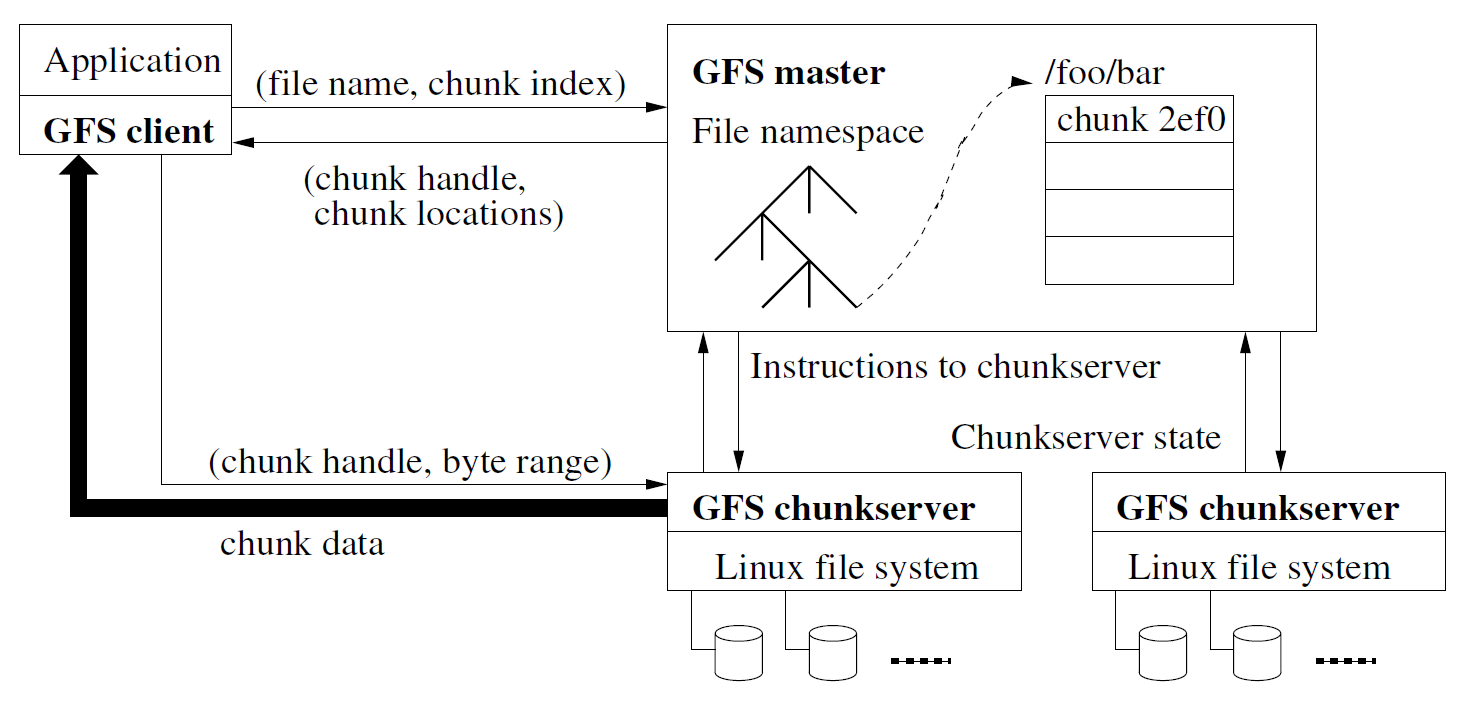 Application
GFS client
(file name, chunk index)
(chunk handle,
chunk locations)
GFS master
File namespace
/foo/bar
chunk 2ef0
Instructions to chunkserver
Chunkserver state
(chunk handle, byte range)
chunk data
GFS chunkserver
Linux file system
GFS chunkserver
Linux file system